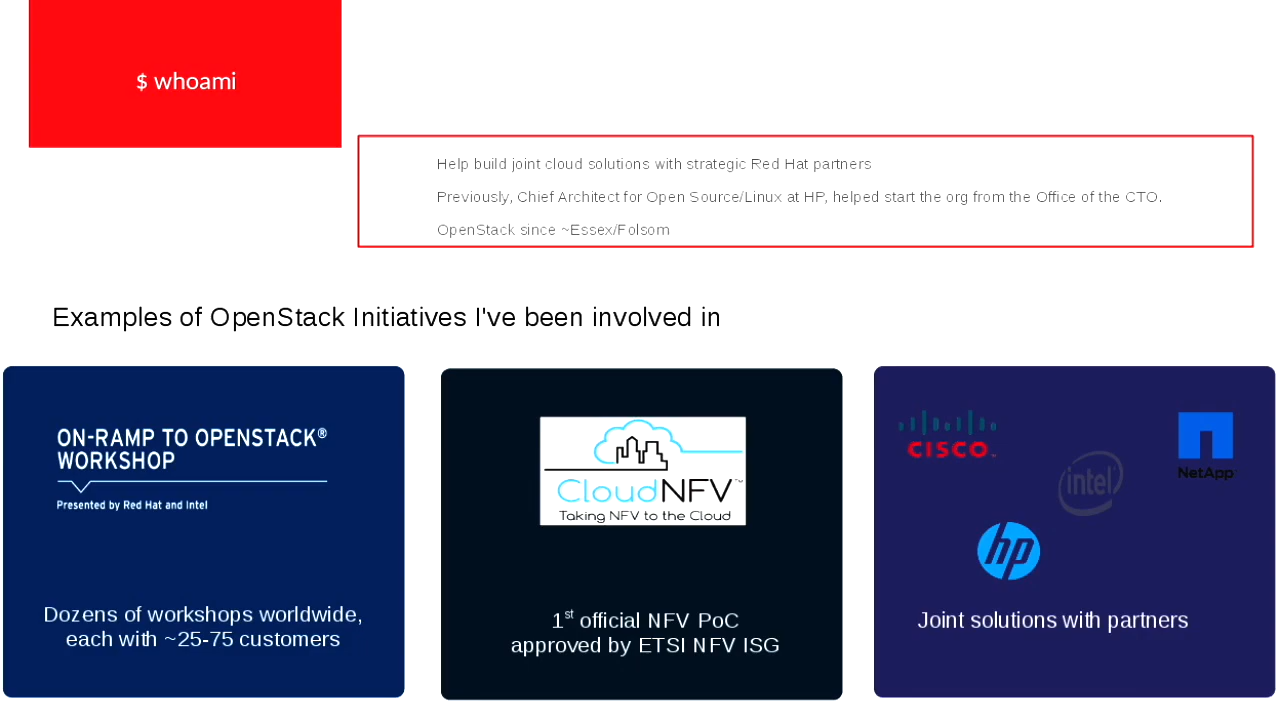 $ whoami
Help build joint cloud solutions with strategic Red Hat partners
Previously, Chief Architect for Open Source/Linux at HP, helped start the org from the Office of the CTO.
OpenStack since ~Essex/Folsom
Examples of OpenStack Initiatives I've been involved in
ON-RAMP TO OPENSTACK®
WORKSHOP
Presented by Red Hat and Intel
Dozens of workshops worldwide,
each with ~25-75 customers
CloudNFV™
Taking NFV to the Cloud
1st official NFV PoC
approved by ETSI NFV ISG
CISCO™
NetApp
intel
hp
Joint solutions with partners